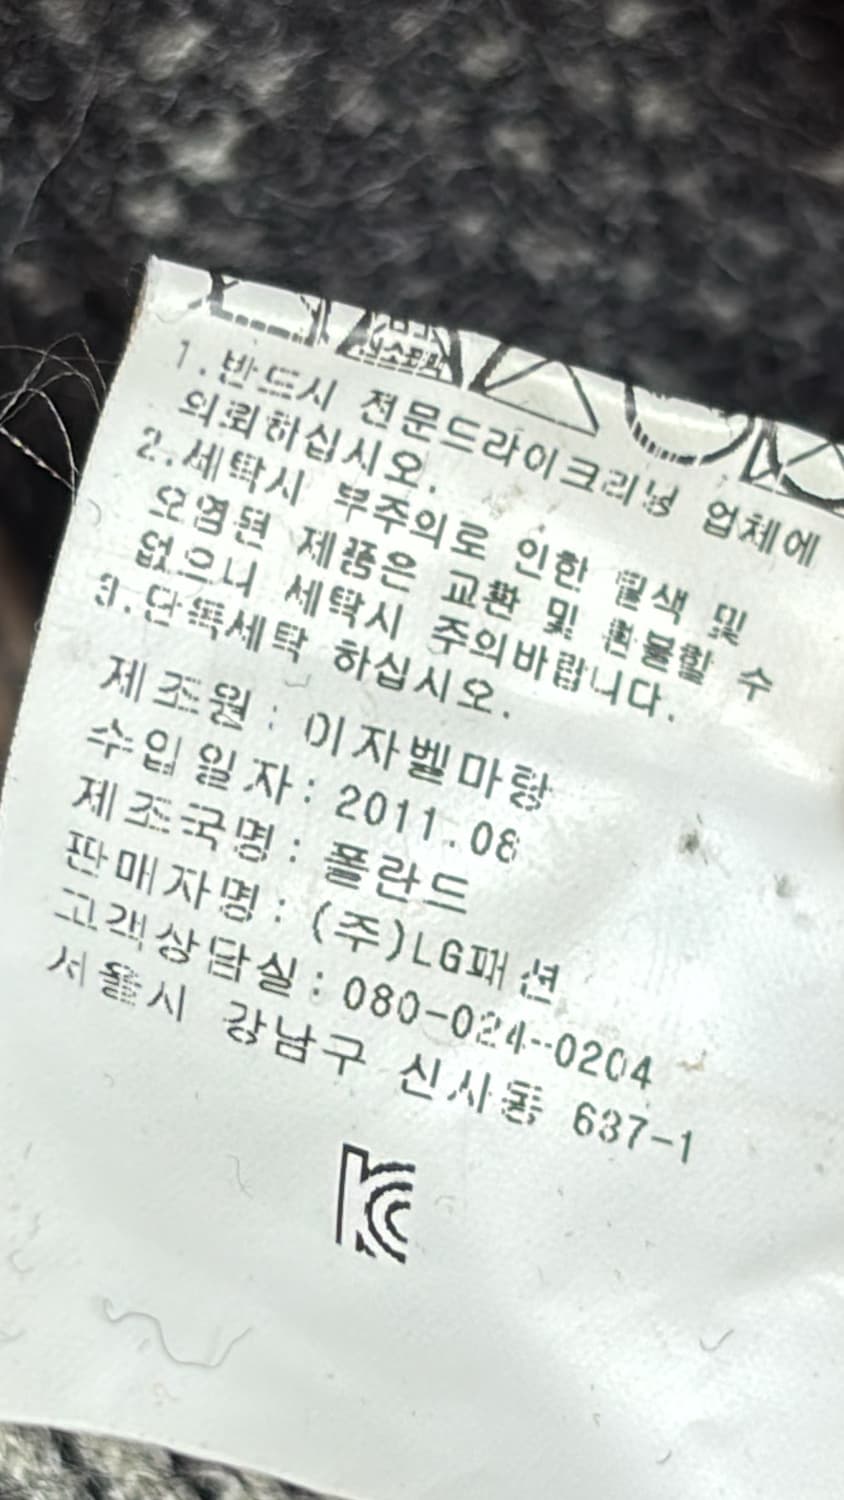 1.반드시 전문드라이크리닝 업체에
의뢰하십시오.
2.세탁시 부주의로 인한 탈색 및
오염된 제품은 교환 및 환불할 수
없으니 세탁시 주의바랍니다.
3.단독세탁 하십시오.
제조원: 이자벨마랑
수입일자: 2011.08
제조국명: 폴란드
판매자명: (주)LG패션
고객상담실: 080-024-0204
서울시 강남구 신사동 637-1